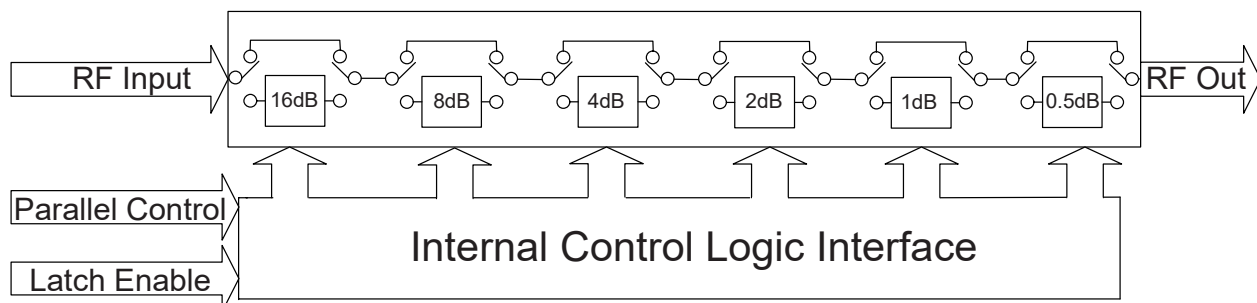 RF Input
16dB
8dB
4dB
2dB
1dB
0.5dB
RF Out
Parallel Control
Internal Control Logic Interface
Latch Enable